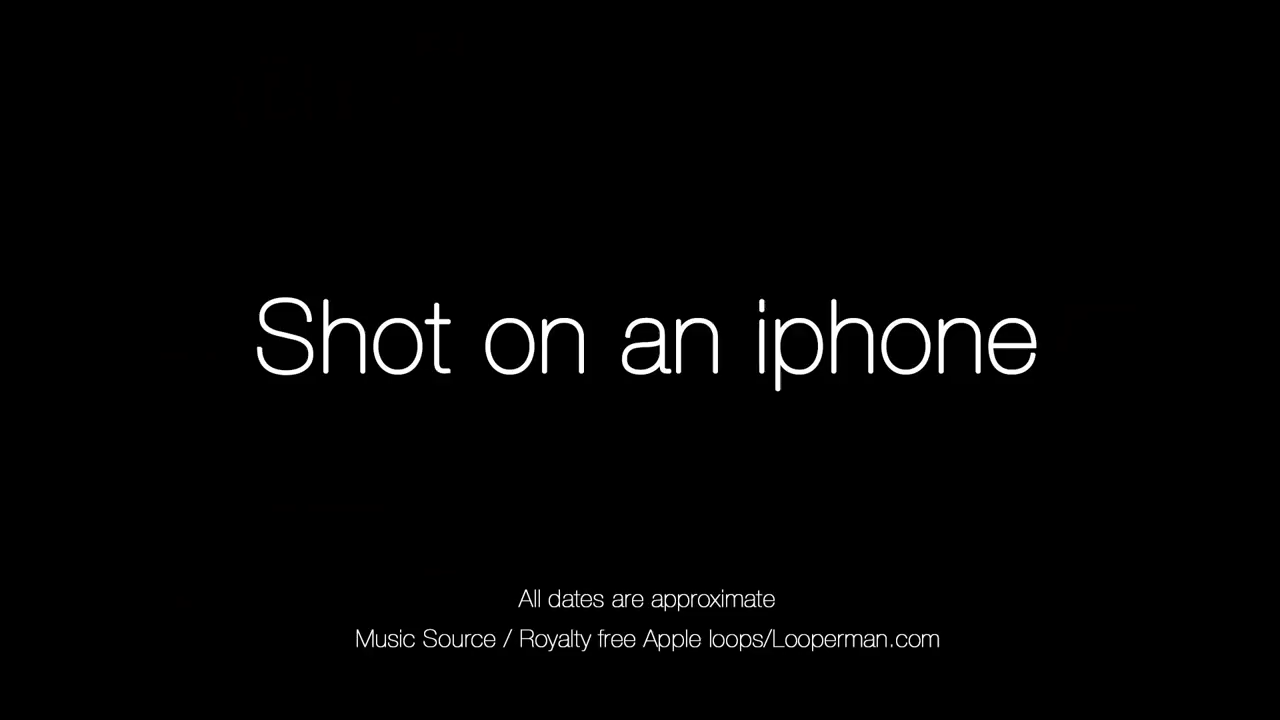 Shot on an iphone
All dates are approximate
Music Source / Royalty free Apple loops/Looperman.com